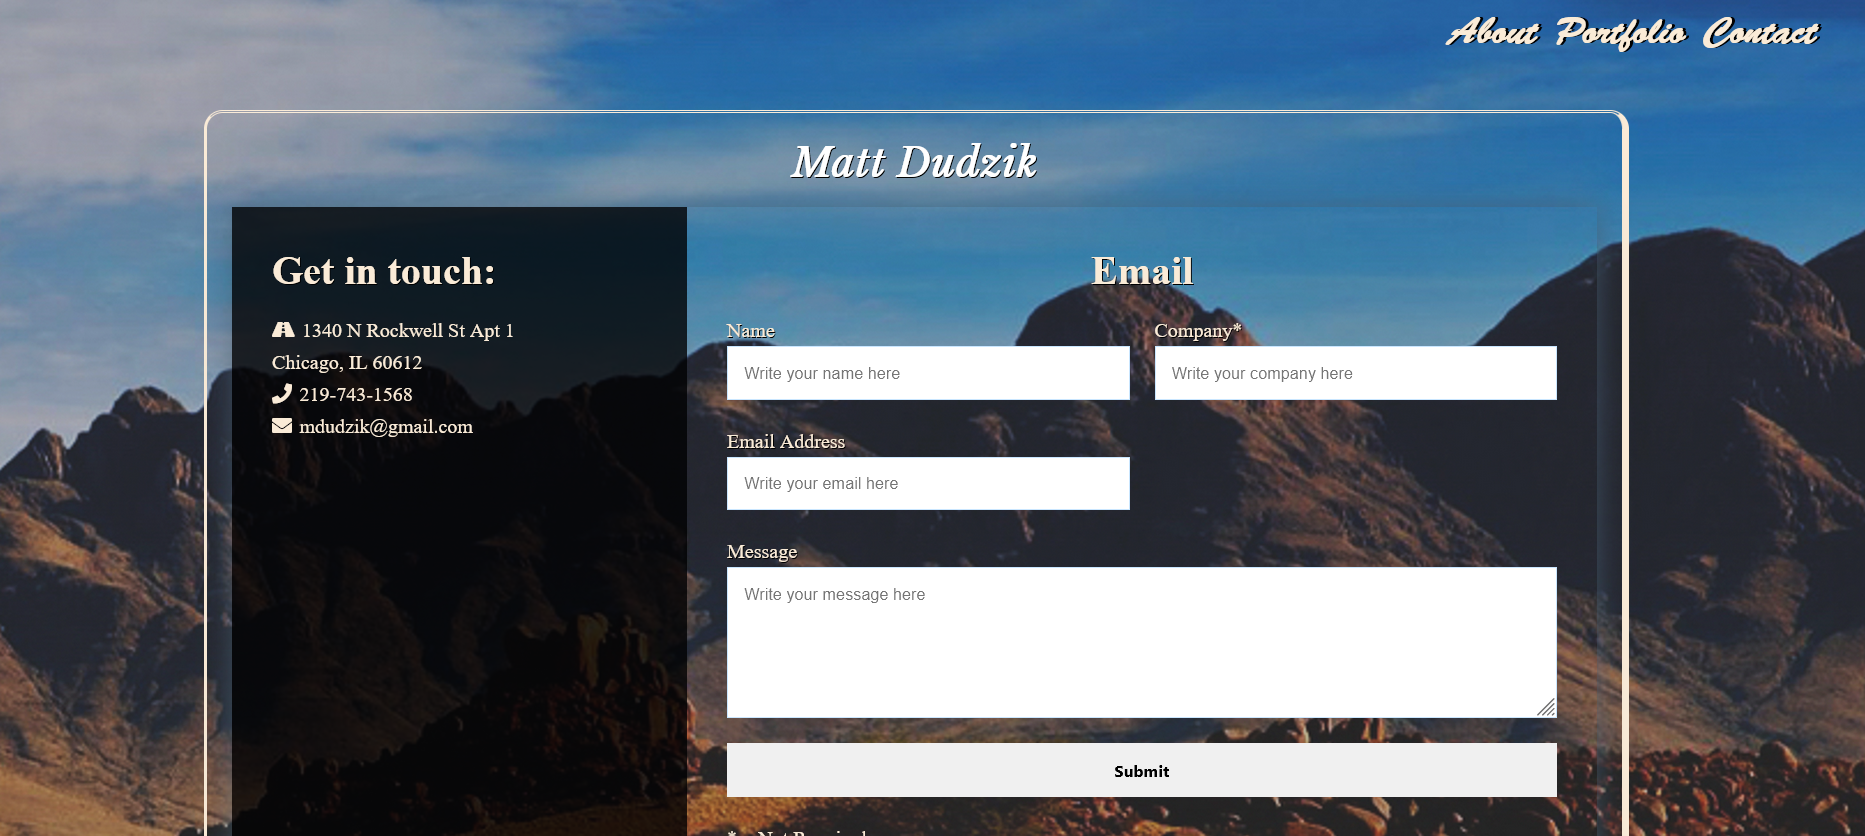 About Portfolio Contact
Matt Dudzik
Get in touch:
1340 N Rockwell St Apt 1
Chicago, IL 60612
219-743-1568
mdudzik@gmail.com
Email
Name Company*
Write your name here Write your company here
Email Address
Write your email here
Message
Write your message here
Submit